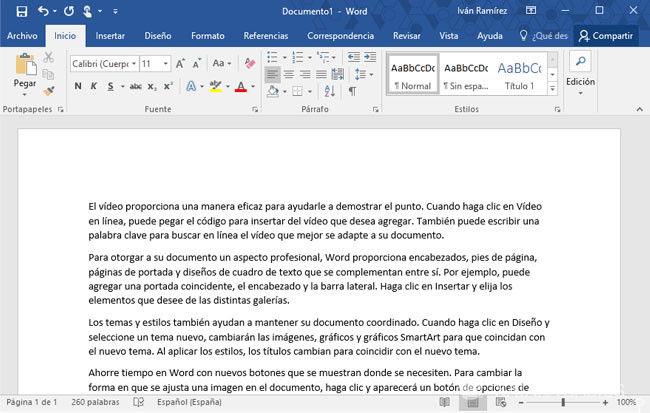 Documento1 - Word
Iván Ramírez
Archivo Inicio Insertar Diseño Formato Referencias Correspondencia Revisar Vista Ayuda ¿Qué des Compartir
Pegar
Calibri (Cuerpo 11
Aa
N K S abc x₂ x²
A A
AaBbCcDc AaBbCcDc AaBbCc
¶ Normal ¶ Sin espa... Título 1
Edición
Portapapeles Fuente Párrafo Estilos
El vídeo proporciona una manera eficaz para ayudarle a demostrar el punto. Cuando haga clic en Vídeo
en línea, puede pegar el código para insertar del vídeo que desea agregar. También puede escribir una
palabra clave para buscar en línea el vídeo que mejor se adapte a su documento.
Para otorgar a su documento un aspecto profesional, Word proporciona encabezados, pies de página,
páginas de portada y diseños de cuadro de texto que se complementan entre sí. Por ejemplo, puede
agregar una portada coincidente, el encabezado y la barra lateral. Haga clic en Insertar y elija los
elementos que desee de las distintas galerías.
Los temas y estilos también ayudan a mantener su documento coordinado. Cuando haga clic en Diseño y
seleccione un tema nuevo, cambiarán las imágenes, gráficos y gráficos SmartArt para que coincidan con
el nuevo tema. Al aplicar los estilos, los títulos cambian para coincidir con el nuevo tema.
Ahorre tiempo en Word con nuevos botones que se muestran donde se necesiten. Para cambiar la
forma en que se ajusta una imagen en el documento, haga clic y aparecerá un botón de opciones de
Página 1 de 1 260 palabras Español (España) 100%